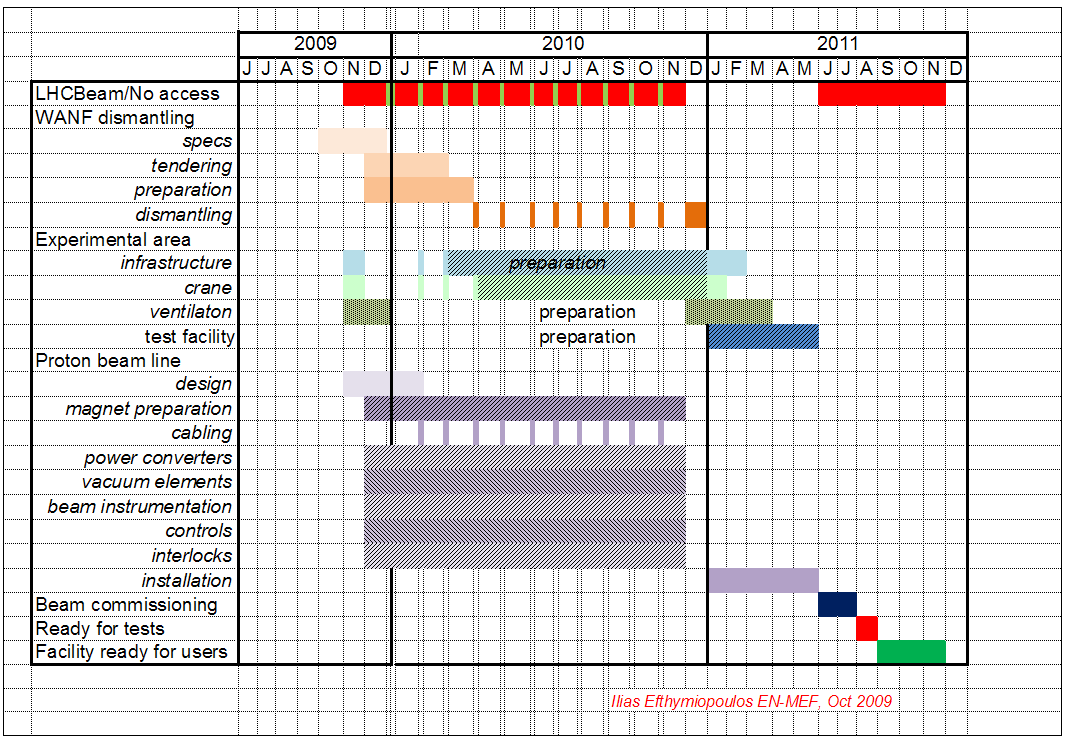 2009 2010 2011
J J A S O N D J F M A M J J A S O N D J F M A M J J A S O N D
LHCBeam/No access
WANF dismantling
specs
tendering
preparation
dismantling
Experimental area
infrastructure preparation
crane
ventilaton preparation
test facility preparation
Proton beam line
design
magnet preparation
cabling
power converters
vacuum elements
beam instrumentation
controls
interlocks
installation
Beam commissioning
Ready for tests
Facility ready for users
Ilias Efthymiopoulos EN-MEF, Oct 2009